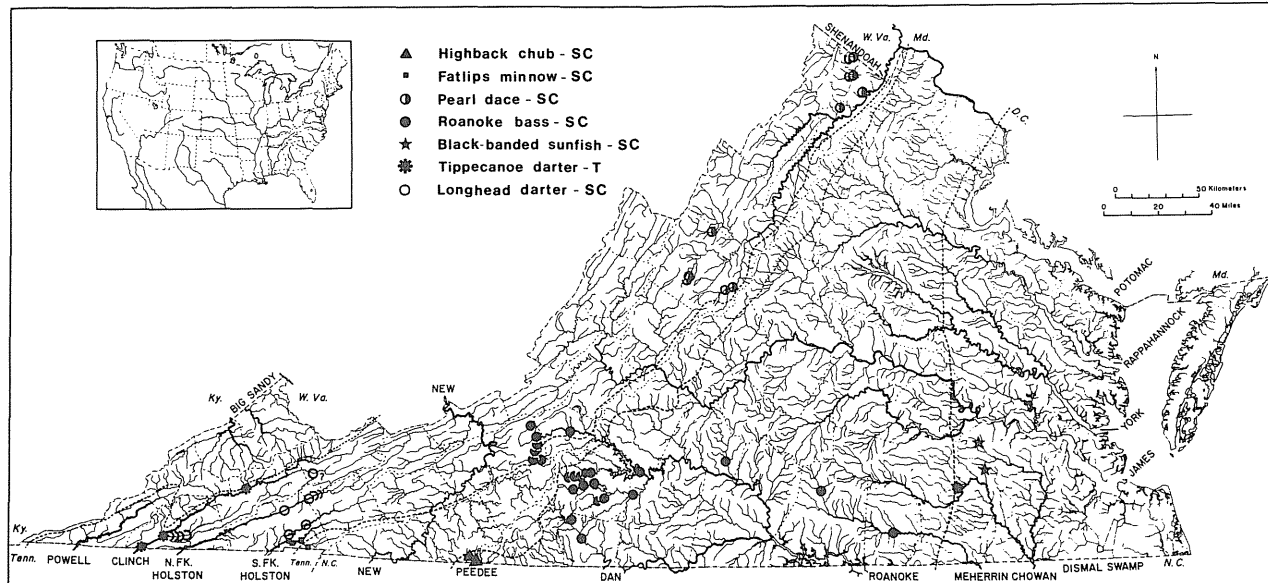 Highback chub - SC
Fatlips minnow - SC
Pearl dace - SC
Roanoke bass - SC
Black-banded sunfish - SC
Tippecanoe darter - T
Longhead darter - SC
SHENANDOAH
W. Va.
Md.
D.C.
N
0 50 Kilometers
0 20 40 Miles
POTOMAC
Md.
RAPPAHANNOCK
YORK
JAMES
Ky.
BIG SANDY
W. Va.
NEW
Ky.
Tenn.
POWELL
CLINCH
N. FK. HOLSTON
S. FK. HOLSTON
Tenn.
N.C.
NEW
PEEDEE
DAN
ROANOKE
MEHERRIN
CHOWAN
DISMAL SWAMP
N.C.